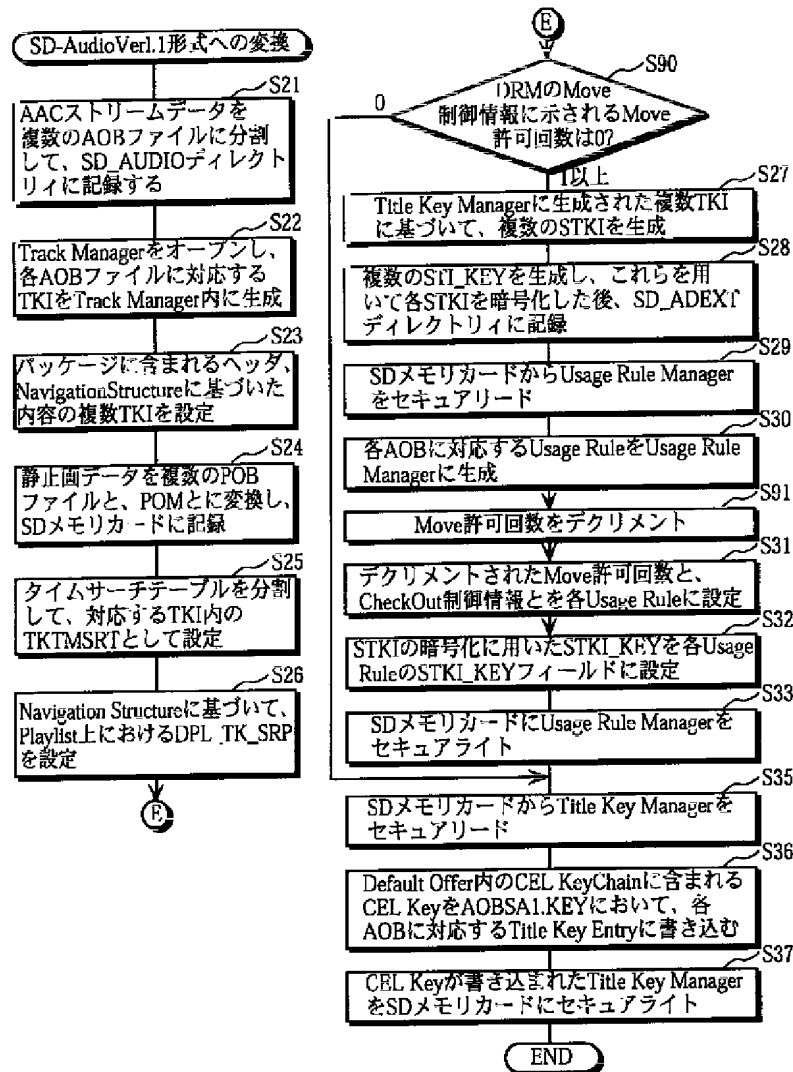 SD-AudioVer1.1形式への変換
S21
AACストリームデータを
複数のAOBファイルに分割
して、SD_AUDIOディレクト
リィに記録する
S22
Track Managerをオープンし、
各AOBファイルに対応する
TKIをTrack Manager内に生成
S23
パッケージに含まれるヘッダ、
NavigationStructureに基づいた
内容の複数TKIを設定
S24
静止画データを複数のPOB
ファイルと、POMとに変換し、
SDメモリカードに記録
S25
タイムサーチテーブルを分割
して、対応するTKI内の
TKTMSRTとして設定
S26
Navigation Structureに基づいて、
Playlist上におけるDPL_TK_SRP
を設定
E
E
S90
DRMのMove
制御情報に示されるMove
許可回数は0?
0
1以上
S27
Title Key Managerに生成された複数TKI
に基づいて、複数のSTKIを生成
S28
複数のSTI_KEYを生成し、これらを用
いて各STKIを暗号化した後、SD_ADEXT
ディレクトリィに記録
S29
SDメモリカードからUsage Rule Manager
をセキュアリード
S30
各AOBに対応するUsage RuleをUsage Rule
Managerに生成
S91
Move許可回数をデクリメント
S31
デクリメントされたMove許可回数と、
CheckOut制御情報とを各Usage Ruleに設定
S32
STKIの暗号化に用いたSTKI_KEYを各Usage
RuleのSTKI_KEYフィールドに設定
S33
SDメモリカードにUsage Rule Managerを
セキュアライト
S35
SDメモリカードからTitle Key Managerを
セキュアリード
S36
Default Offer内のCEL KeyChainに含まれる
CEL KeyをAOBSA1.KEYにおいて、各
AOBに対応するTitle Key Entryに書き込む
S37
CEL Keyが書き込まれたTitle Key Manager
をSDメモリカードにセキュアライト
END